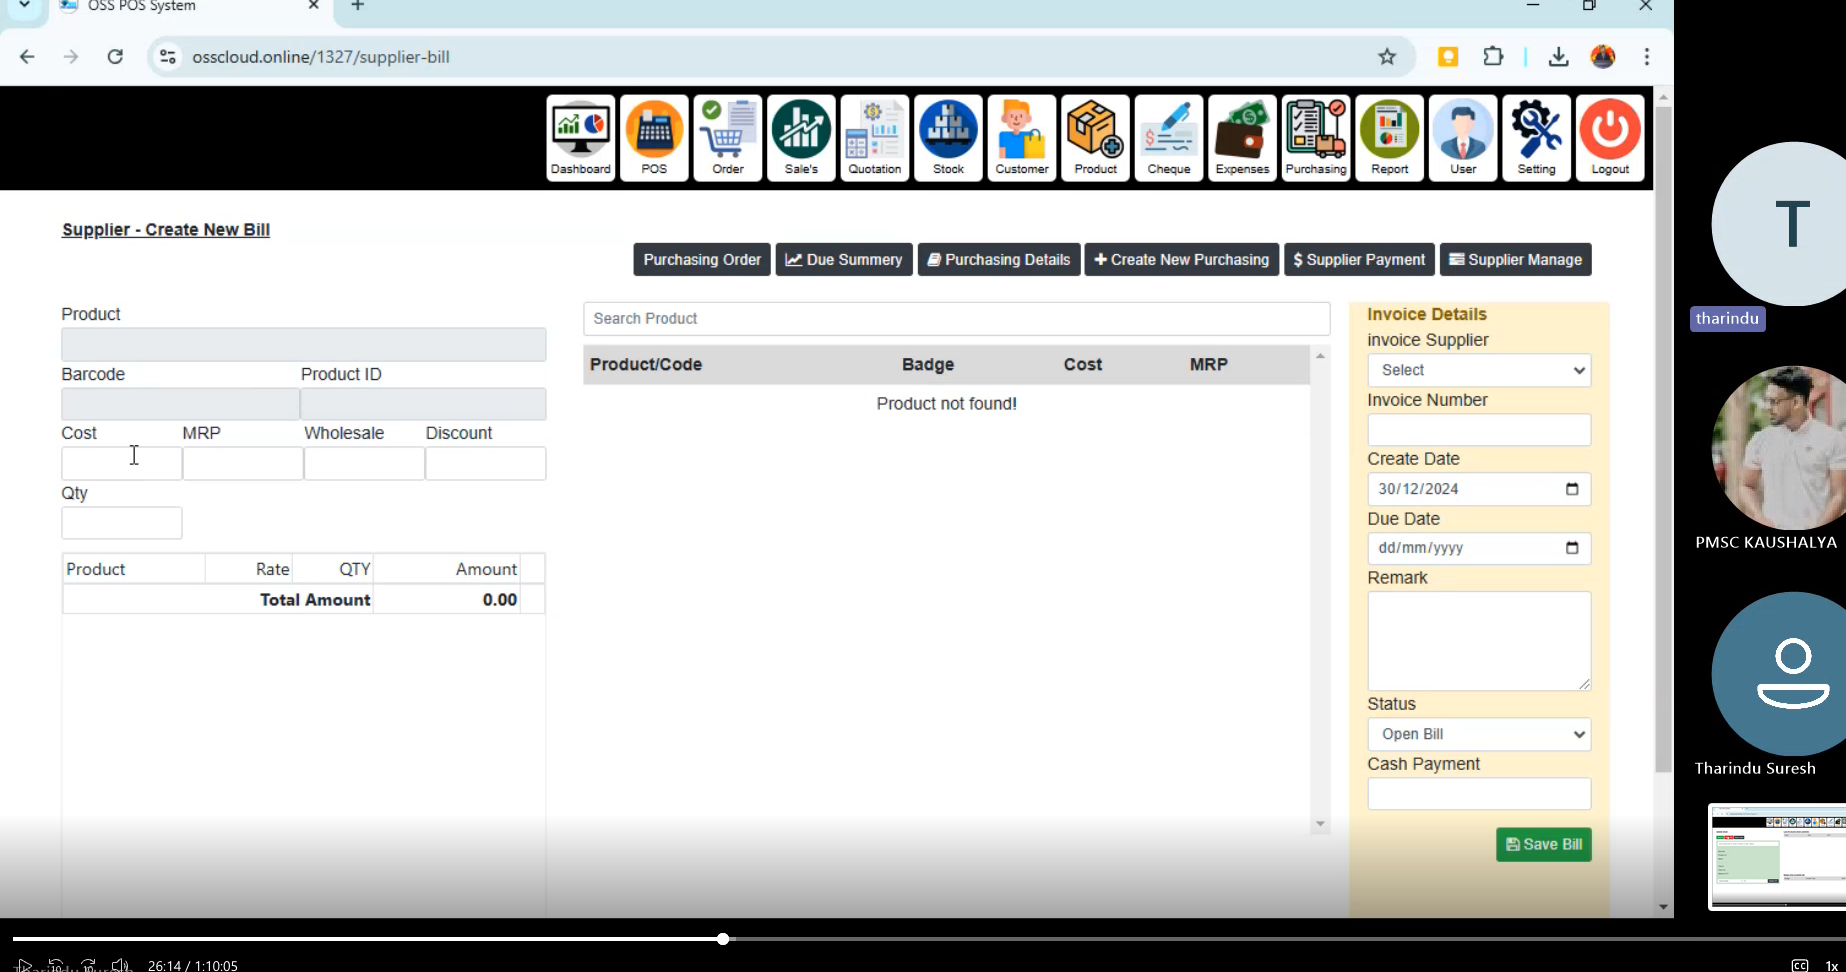 OSS POS System
osscloud.online/1327/supplier-bill
Dashboard POS Order Sale's Quotation Stock Customer Product Cheque Expenses Purchasing Report User Setting Logout
Supplier - Create New Bill
Purchasing Order Due Summery Purchasing Details Create New Purchasing $ Supplier Payment Supplier Manage
Product
Barcode Product ID
Cost MRP Wholesale Discount
Qty
Product Rate QTY Amount
Total Amount 0.00
Search Product
Product/Code Badge Cost MRP
Product not found!
Invoice Details
invoice Supplier
Select
Invoice Number
Create Date
30/12/2024
Due Date
dd/mm/yyyy
Remark
Status
Open Bill
Cash Payment
Save Bill
T
tharindu
PMSC KAUSHALYA
Tharindu Suresh
26:14 / 1:10:05
CC 1x